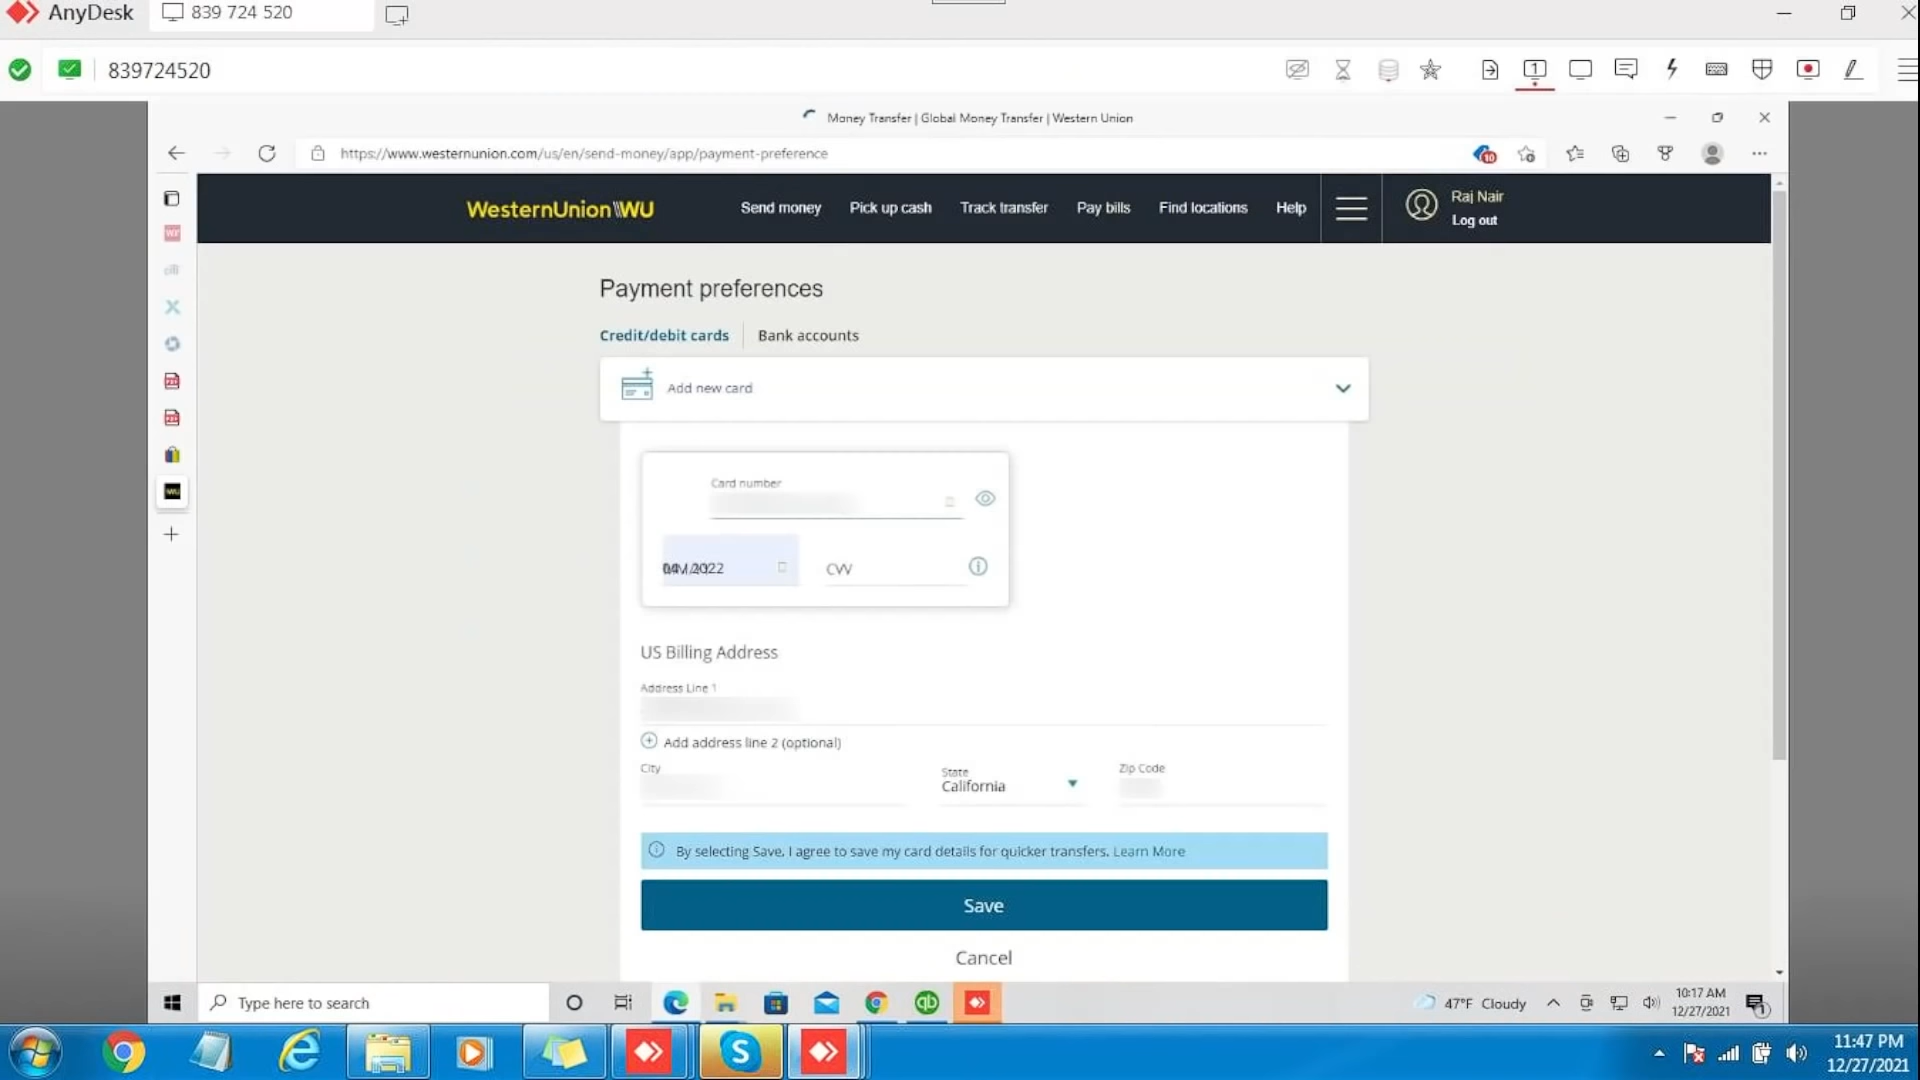 AnyDesk
839 724 520
839724520
1
Money Transfer | Global Money Transfer | Western Union
https://www.westernunion.com/us/en/send-money/app/payment-preference
10
WesternUnion WU
Send money
Pick up cash
Track transfer
Pay bills
Find locations
Help
Raj Nair
Log out
Payment preferences
Credit/debit cards
Bank accounts
Add new card
Card number
CVV
US Billing Address
Address Line 1
Add address line 2 (optional)
City
State
California
Zip Code
By selecting Save, I agree to save my card details for quicker transfers. Learn More
Save
Cancel
Type here to search
qb
47°F Cloudy
10:17 AM
12/27/2021
11:47 PM
12/27/2021